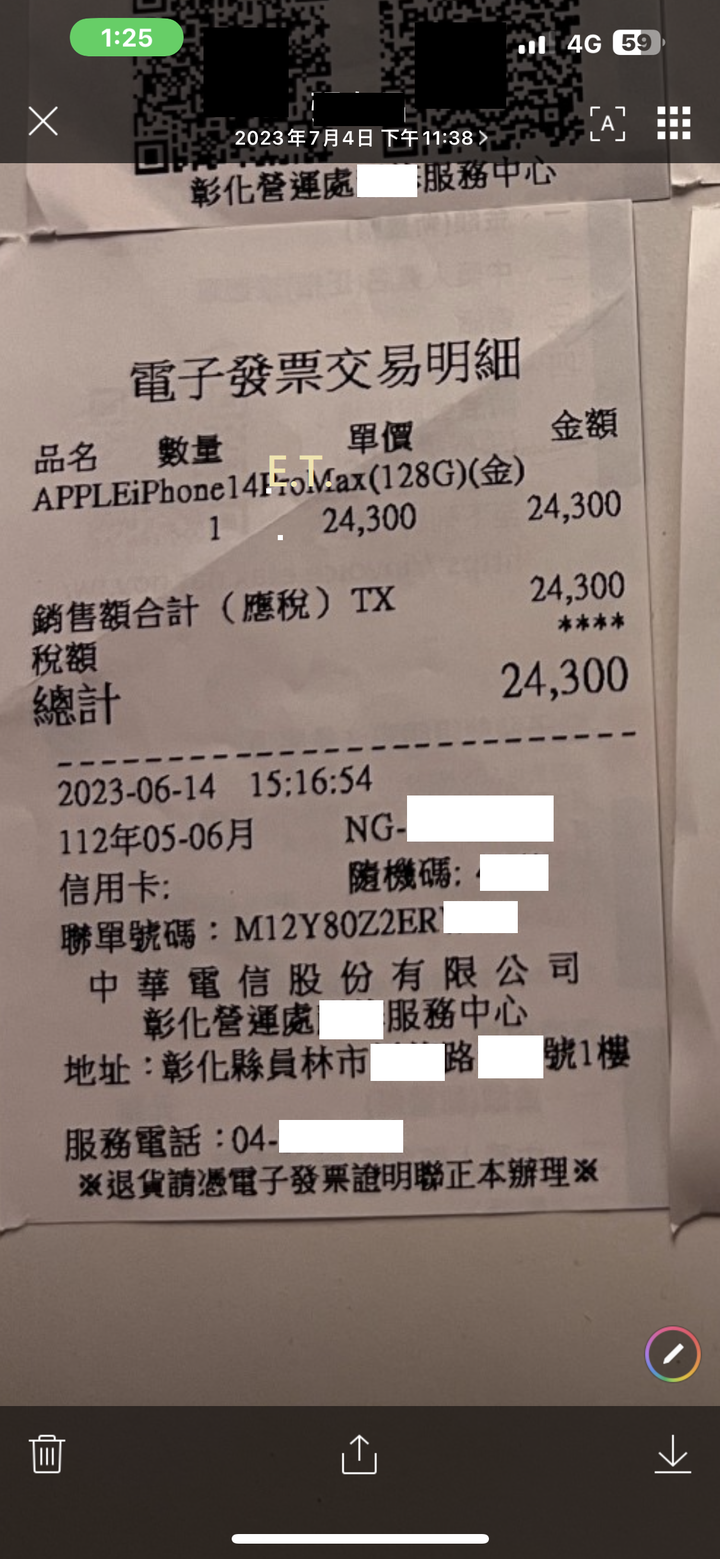 1:25
4G 59
2023年7月4日 下午11:38
A
彰化營運處 服務中心
電子發票交易明細
品名 數量 單價 金額
APPLEiPhone14ProMax(128G)(金)
E.T.
1 24,300 24,300
銷售額合計（應稅）TX 24,300
稅額 ****
總計 24,300
2023-06-14 15:16:54
112年05-06月 NG-
信用卡: 隨機碼:
聯單號碼：M12Y80Z2ER
中華電信股份有限公司
彰化營運處 服務中心
地址：彰化縣員林市 路 號1樓
服務電話：04-
※退貨請憑電子發票證明聯正本辦理※